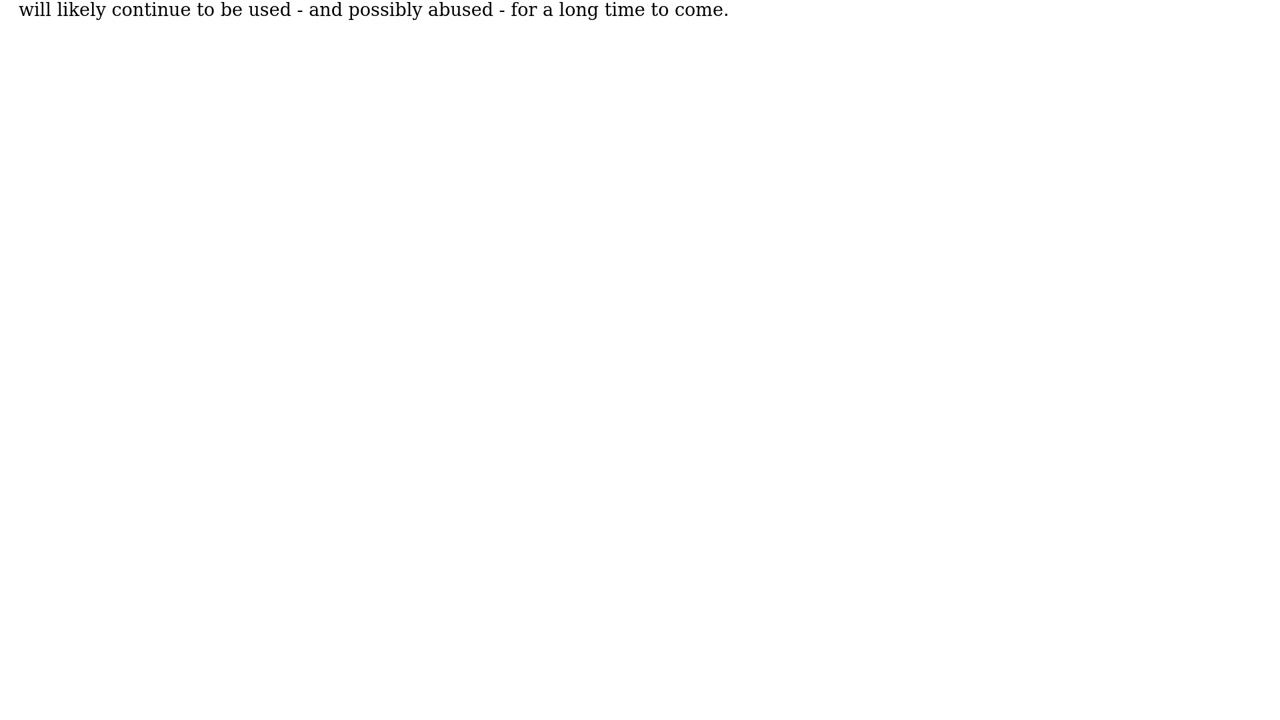 will likely continue to be used - and possibly abused - for a long time to come.